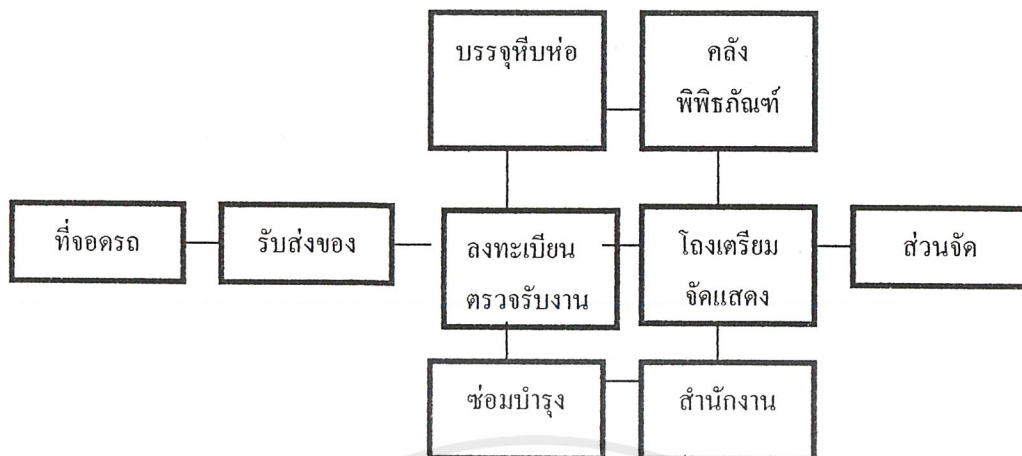 บรรจุหีบห่อ
คลัง
พิพิธภัณฑ์
ที่จอดรถ
รับส่งของ
ลงทะเบียน
ตรวจรับงาน
โถงเตรียม
จัดแสดง
ส่วนจัด
ซ่อมบำรุง
สำนักงาน